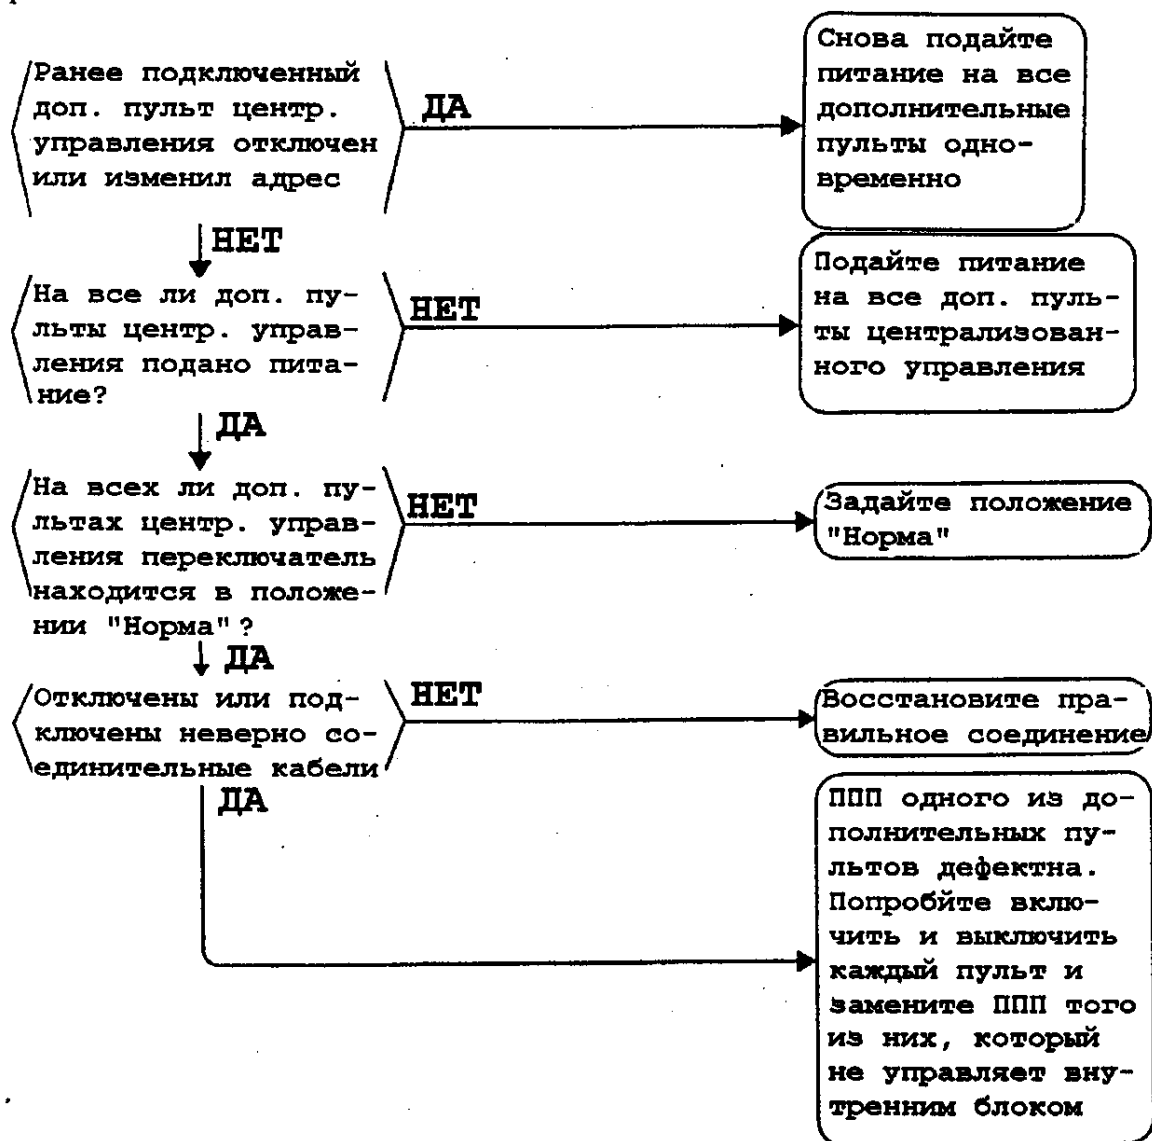 Ранее подключенный
доп. пульт центр.
управления отключен
или изменил адрес
ДА
Снова подайте
питание на все
дополнительные
пульты одно-
временно
НЕТ
На все ли доп. пу-
льты центр. управ-
ления подано пита-
ние?
НЕТ
Подайте питание
на все доп. пуль-
ты централизован-
ного управления
ДА
На всех ли доп. пу-
льтах центр. управ-
ления переключатель
находится в положе-
нии "Норма"?
НЕТ
Задайте положение
"Норма"
ДА
Отключены или под-
ключены неверно со-
единительные кабели
НЕТ
Восстановите пра-
вильное соединение
ДА
ППП одного из до-
полнительных пу-
льтов дефектна.
Попробйте вклю-
чить и выключить
каждый пульт и
замените ППП того
из них, который
не управляет вну-
тренним блоком